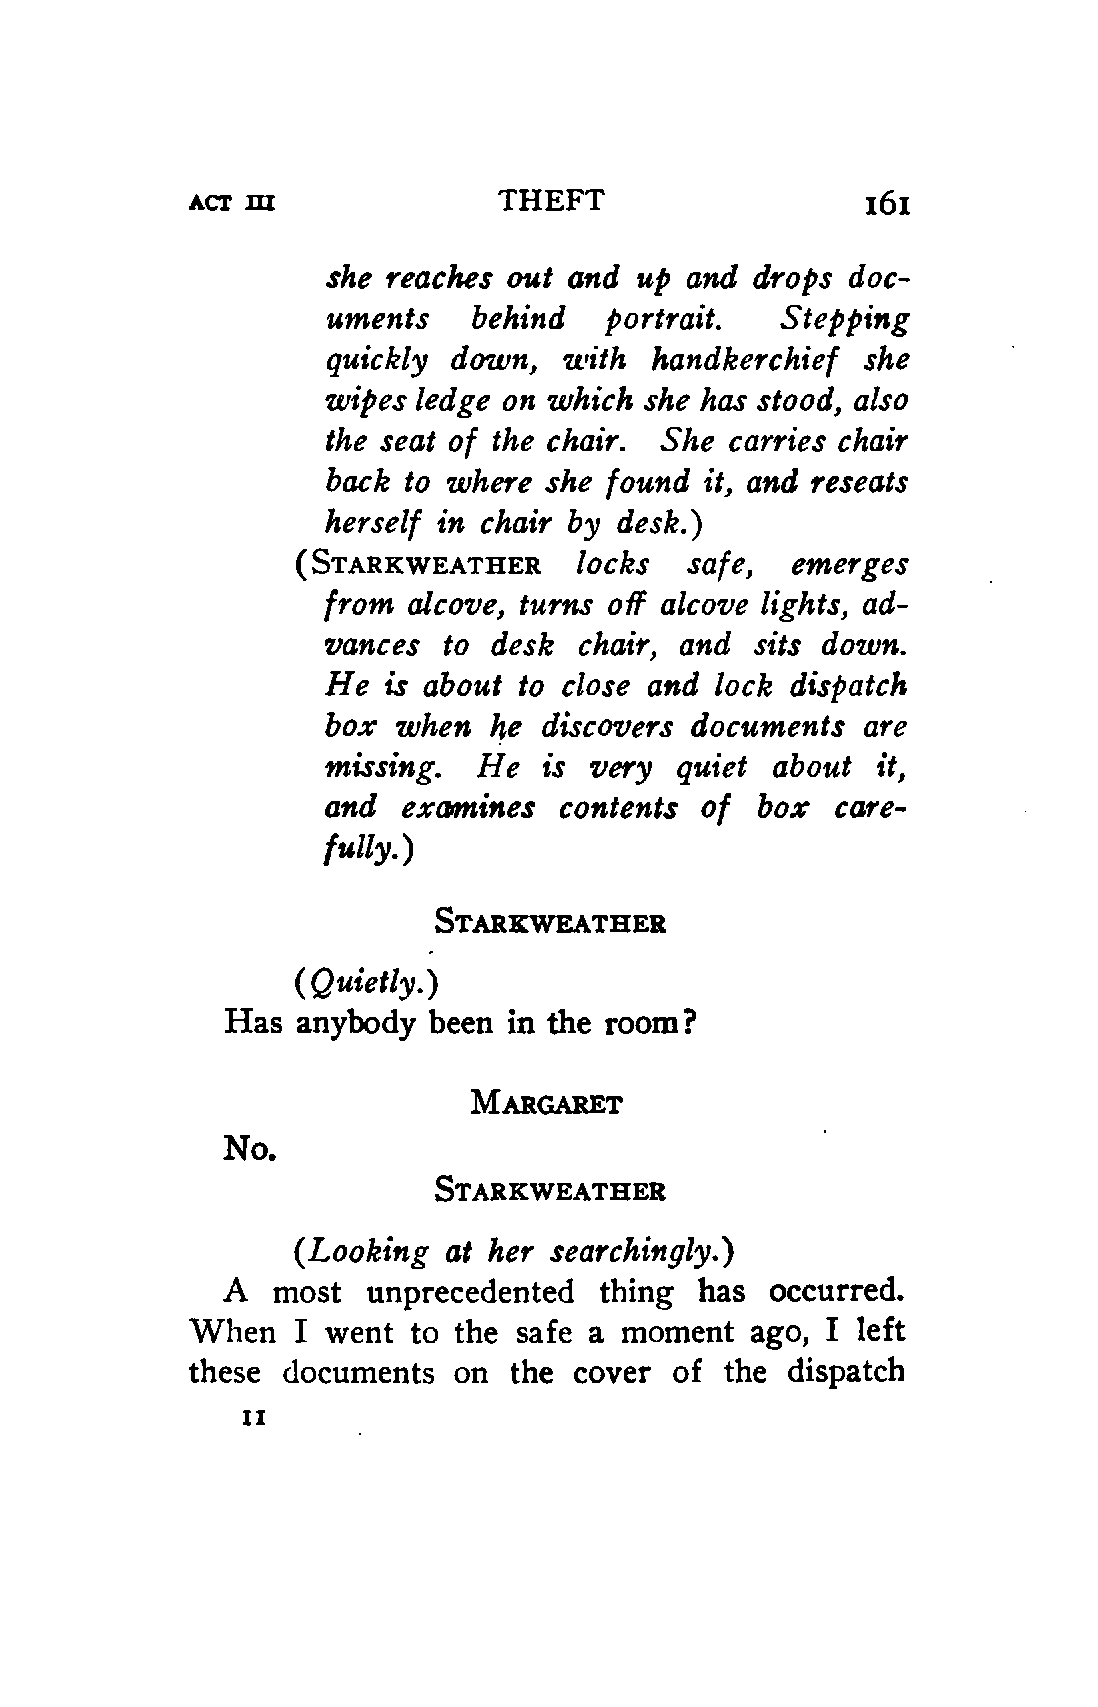 ACT III THEFT 161
she reaches out and up and drops doc-
uments behind portrait. Stepping
quickly down, with handkerchief she
wipes ledge on which she has stood, also
the seat of the chair. She carries chair
back to where she found it, and reseats
herself in chair by desk.)
(STARKWEATHER locks safe, emerges
from alcove, turns off alcove lights, ad-
vances to desk chair, and sits down.
He is about to close and lock dispatch
box when he discovers documents are
missing. He is very quiet about it,
and examines contents of box care-
fully.)
STARKWEATHER
(Quietly.)
Has anybody been in the room?
MARGARET
No.
STARKWEATHER
(Looking at her searchingly.)
A most unprecedented thing has occurred.
When I went to the safe a moment ago, I left
these documents on the cover of the dispatch
11